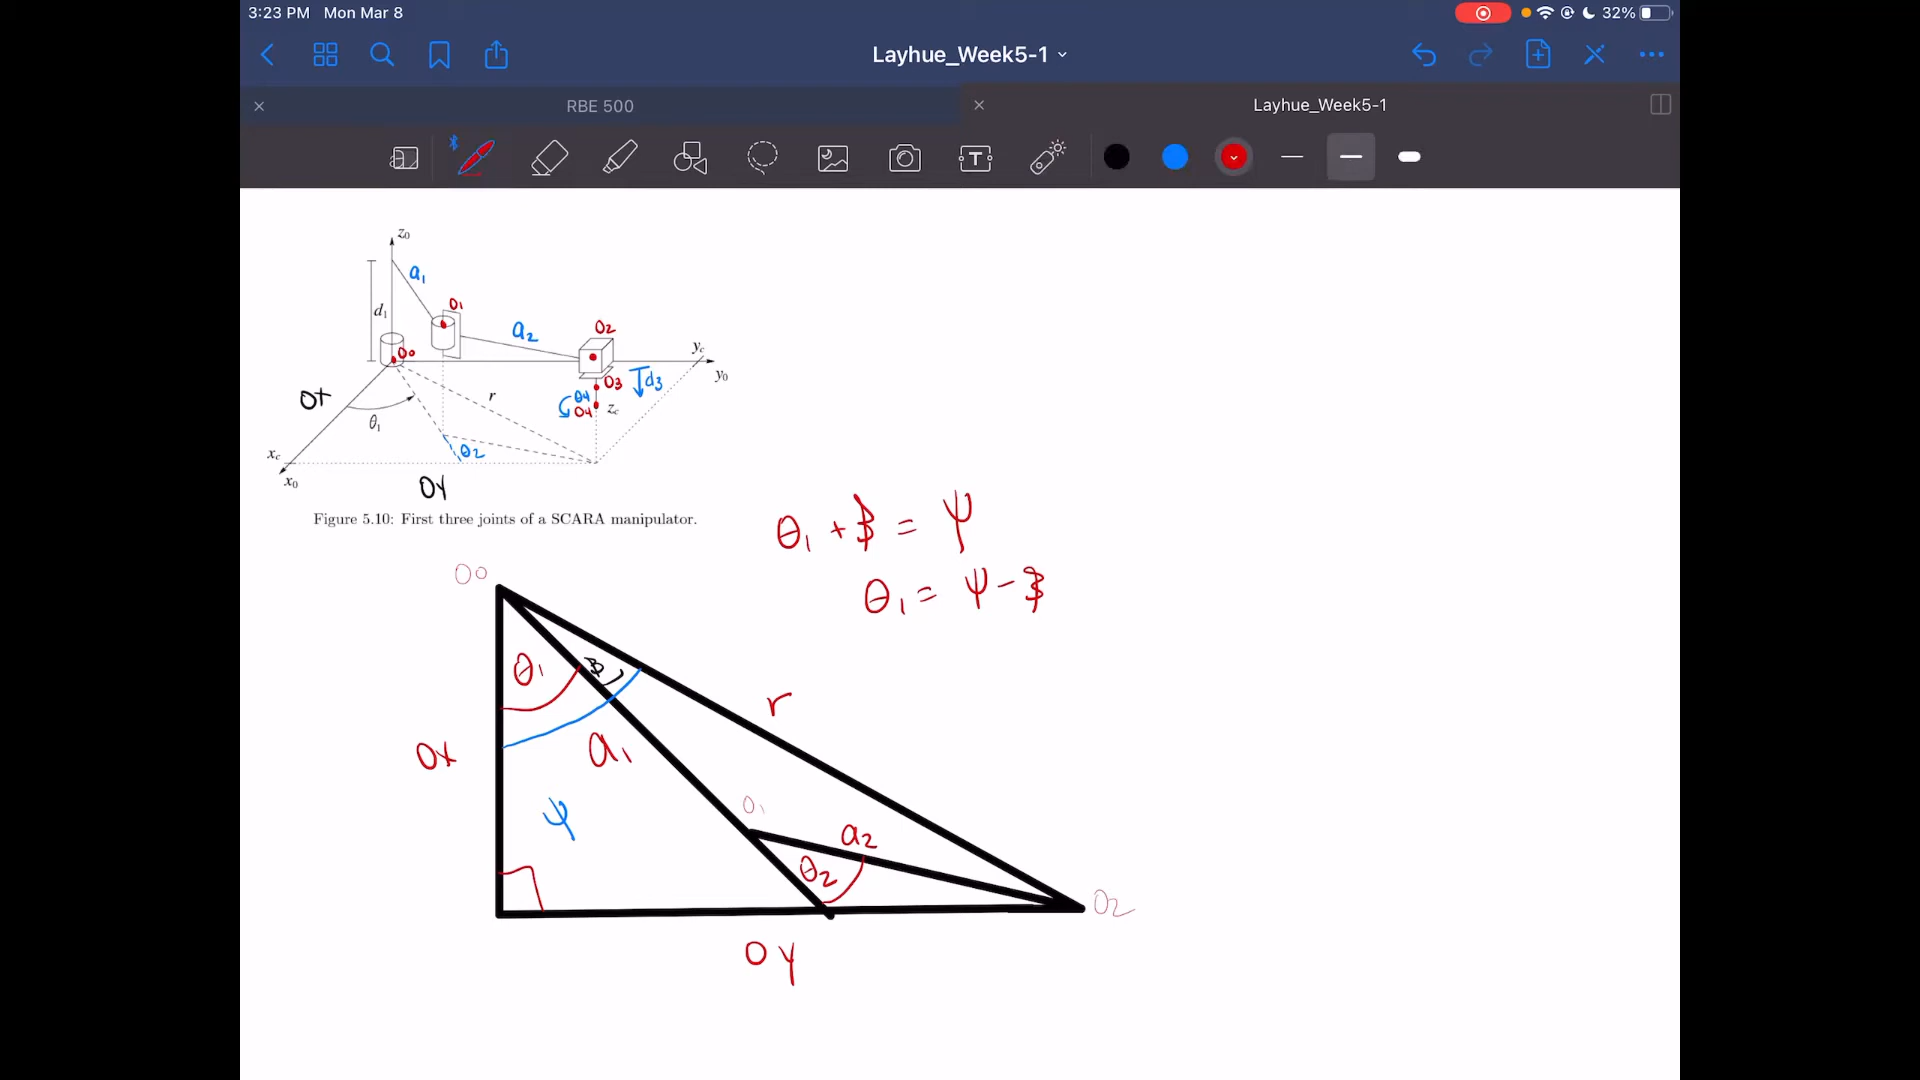 3:23 PM Mon Mar 8
32%
Layhue_Week5-1
RBE 500
Layhue_Week5-1
z0
a1
d1
O1
a2
O2
O0
yc
y0
O3
d3
θ4
O4
zc
r
Ox
θ1
θ2
xc
x0
Oy
Figure 5.10: First three joints of a SCARA manipulator.
θ1 + β = ψ
θ1 = ψ - β
O0
θ1
β
r
Ox
a1
ψ
O1
a2
θ2
O2
Oy